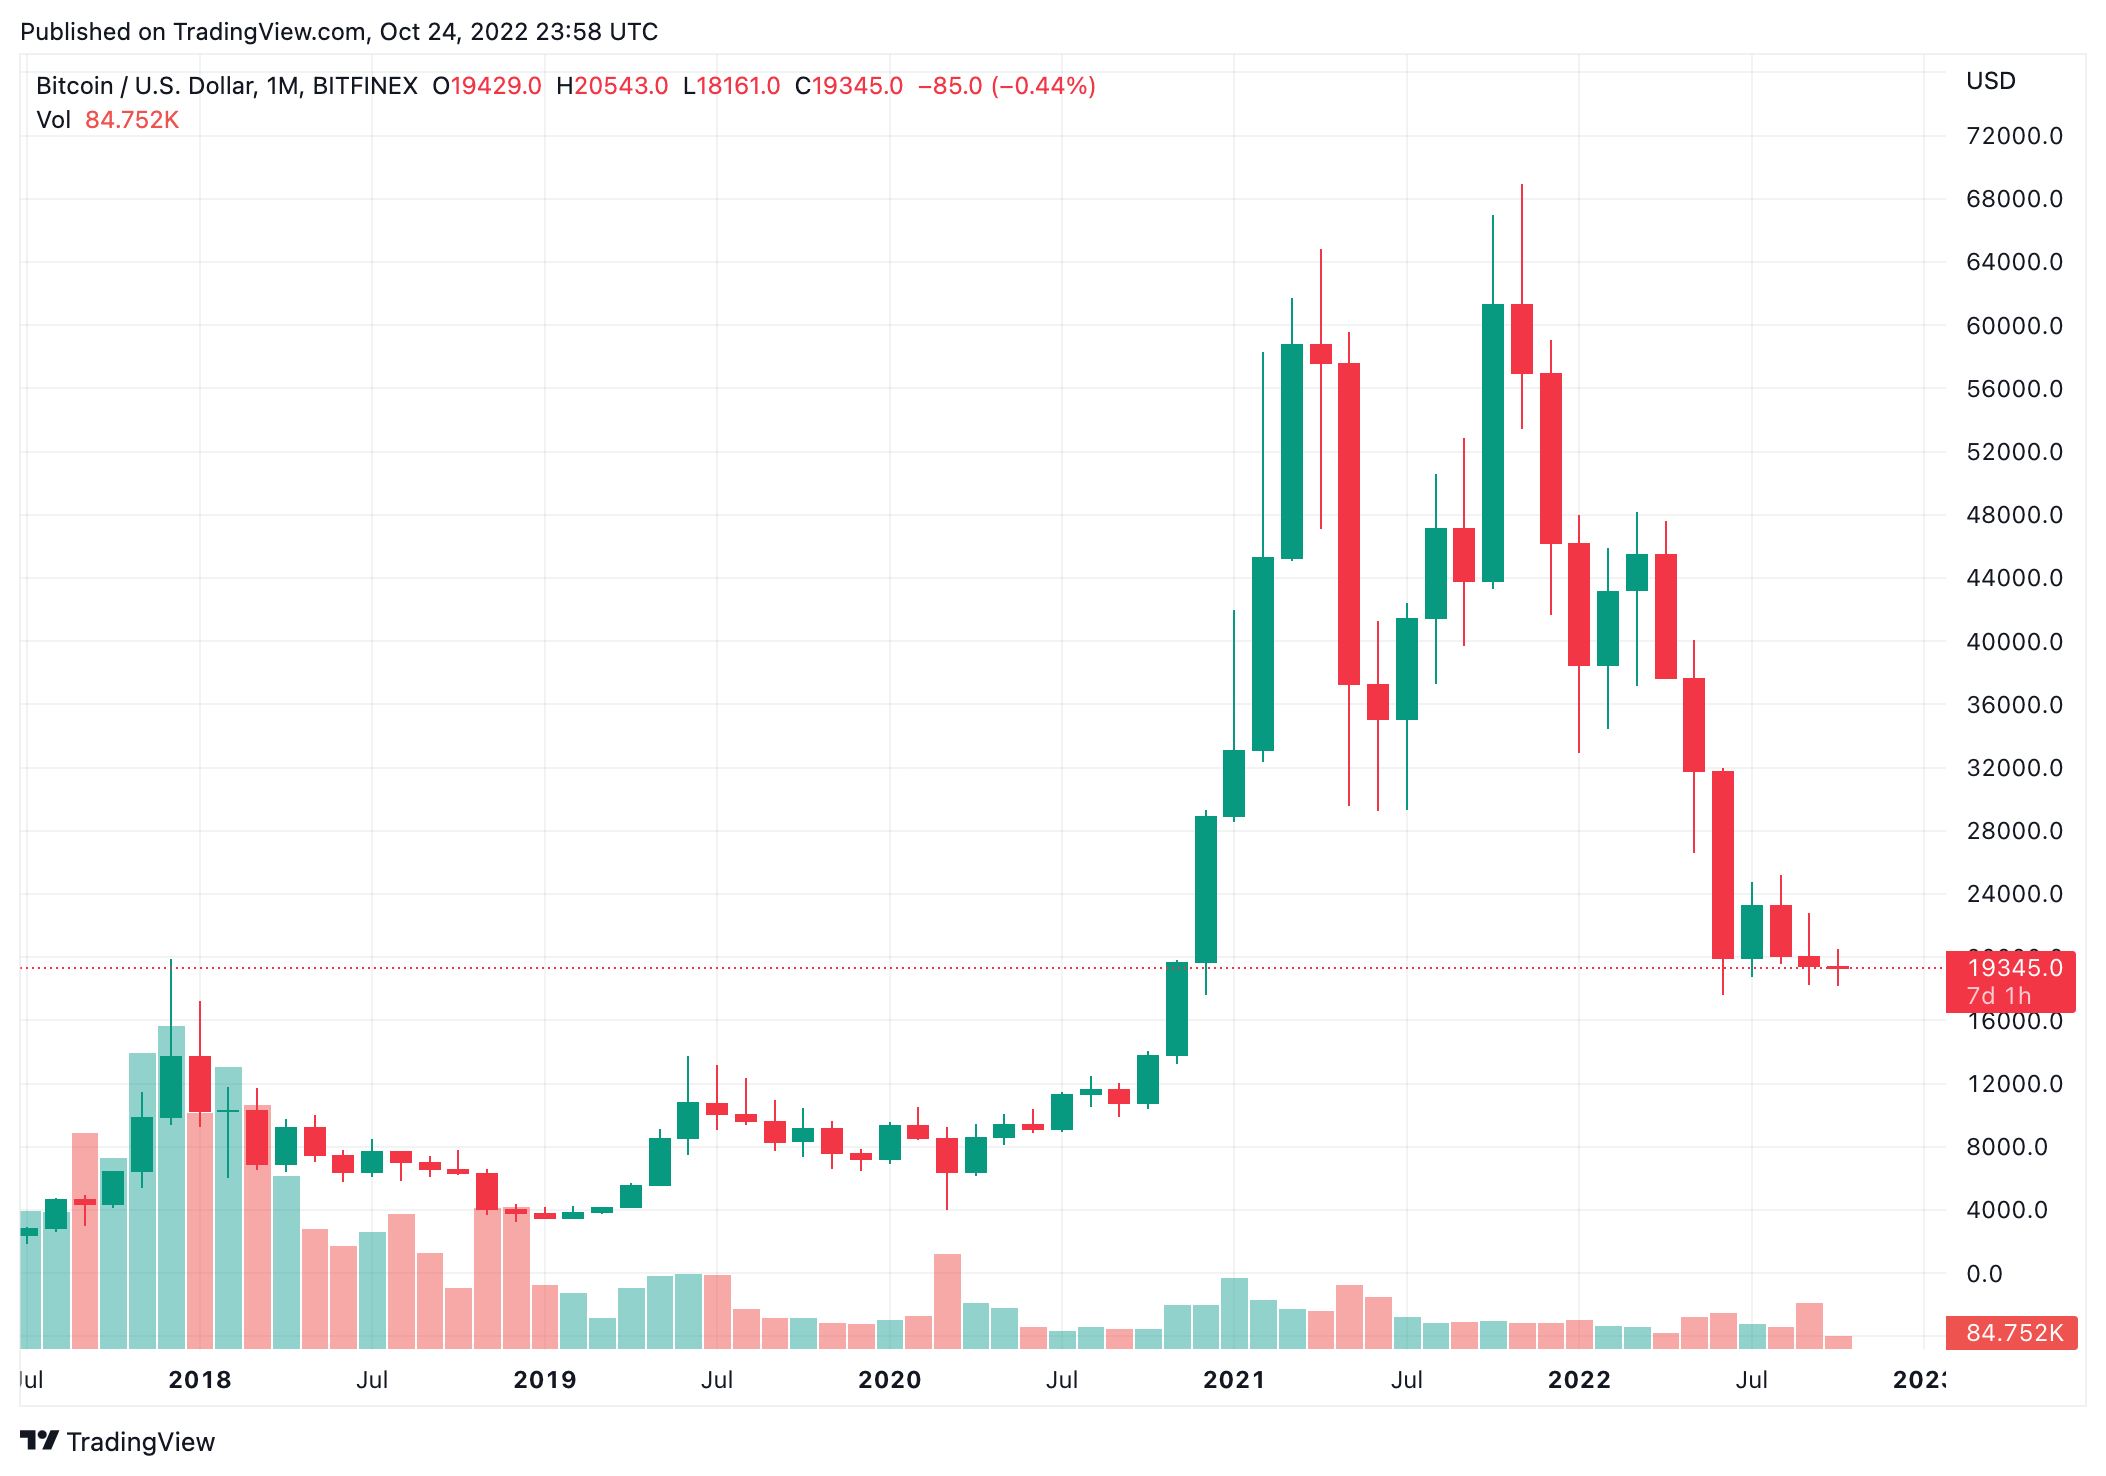 Published on TradingView.com, Oct 24, 2022 23:58 UTC
Bitcoin / U.S. Dollar, 1M, BITFINEX O19429.0 H20543.0 L18161.0 C19345.0 −85.0 (−0.44%)
Vol 84.752K
USD
72000.0
68000.0
64000.0
60000.0
56000.0
52000.0
48000.0
44000.0
40000.0
36000.0
32000.0
28000.0
24000.0
19345.0
7d 1h
16000.0
12000.0
8000.0
4000.0
0.0
84.752K
Jul 2018 Jul 2019 Jul 2020 Jul 2021 Jul 2022 Jul
TradingView